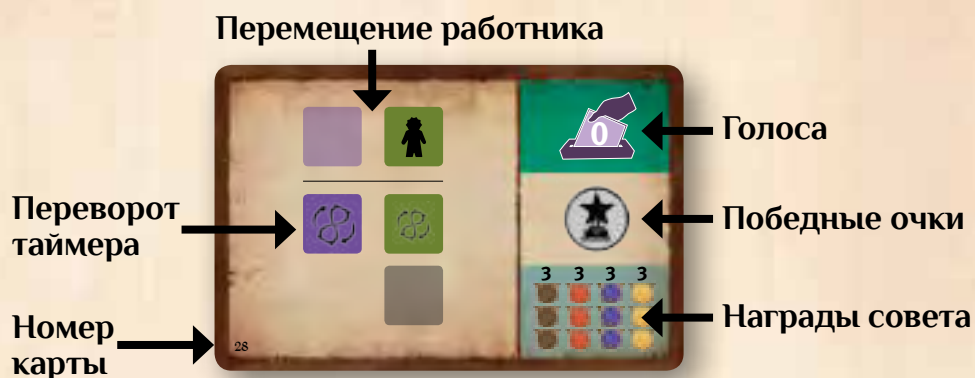 Перемещение работника
0
Голоса
Переворот
таймера
Победные очки
3 3 3 3
Награды совета
Номер
карты
28